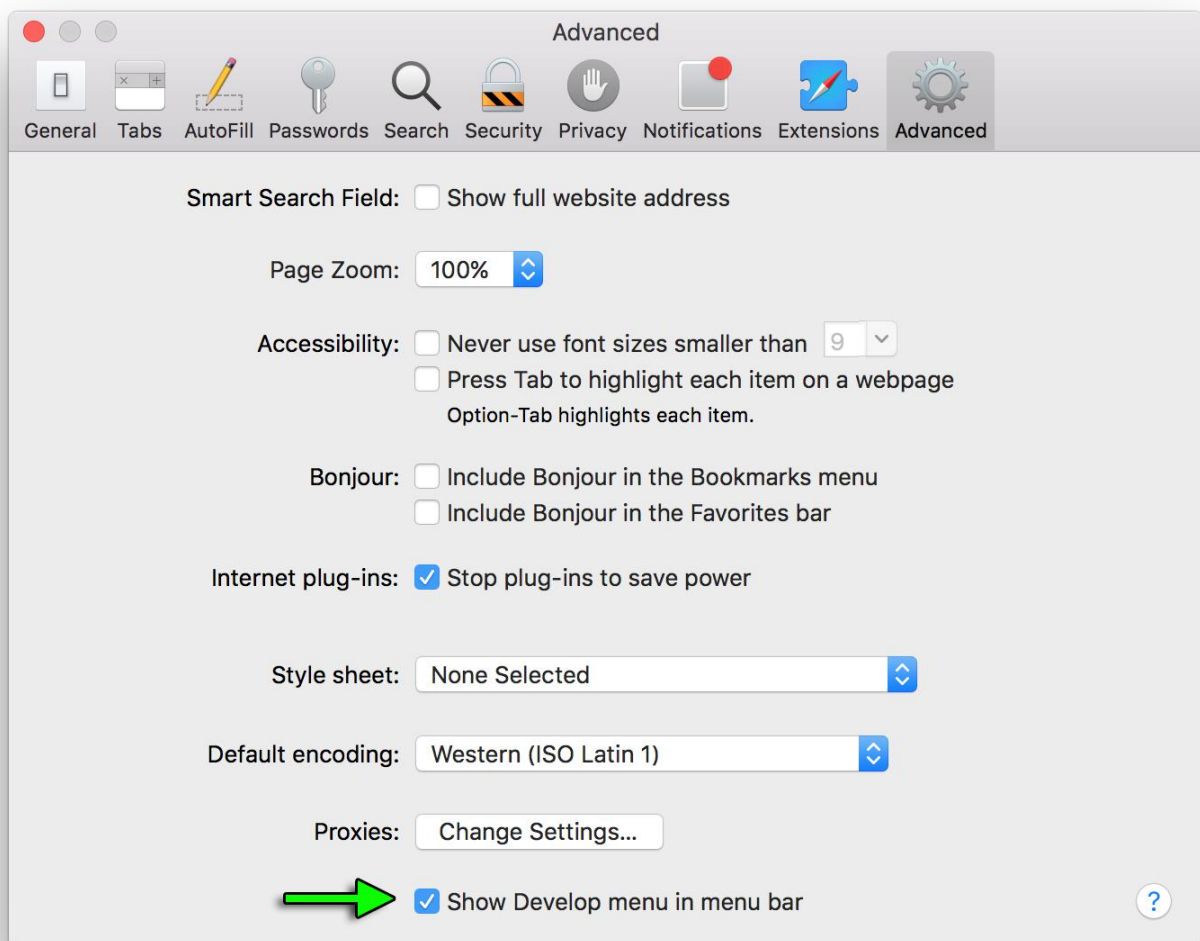 Advanced
General Tabs AutoFill Passwords Search Security Privacy Notifications Extensions Advanced
Smart Search Field: Show full website address
Page Zoom: 100%
Accessibility: Never use font sizes smaller than 9
Press Tab to highlight each item on a webpage
Option-Tab highlights each item.
Bonjour: Include Bonjour in the Bookmarks menu
Include Bonjour in the Favorites bar
Internet plug-ins: Stop plug-ins to save power
Style sheet: None Selected
Default encoding: Western (ISO Latin 1)
Proxies: Change Settings...
Show Develop menu in menu bar ?